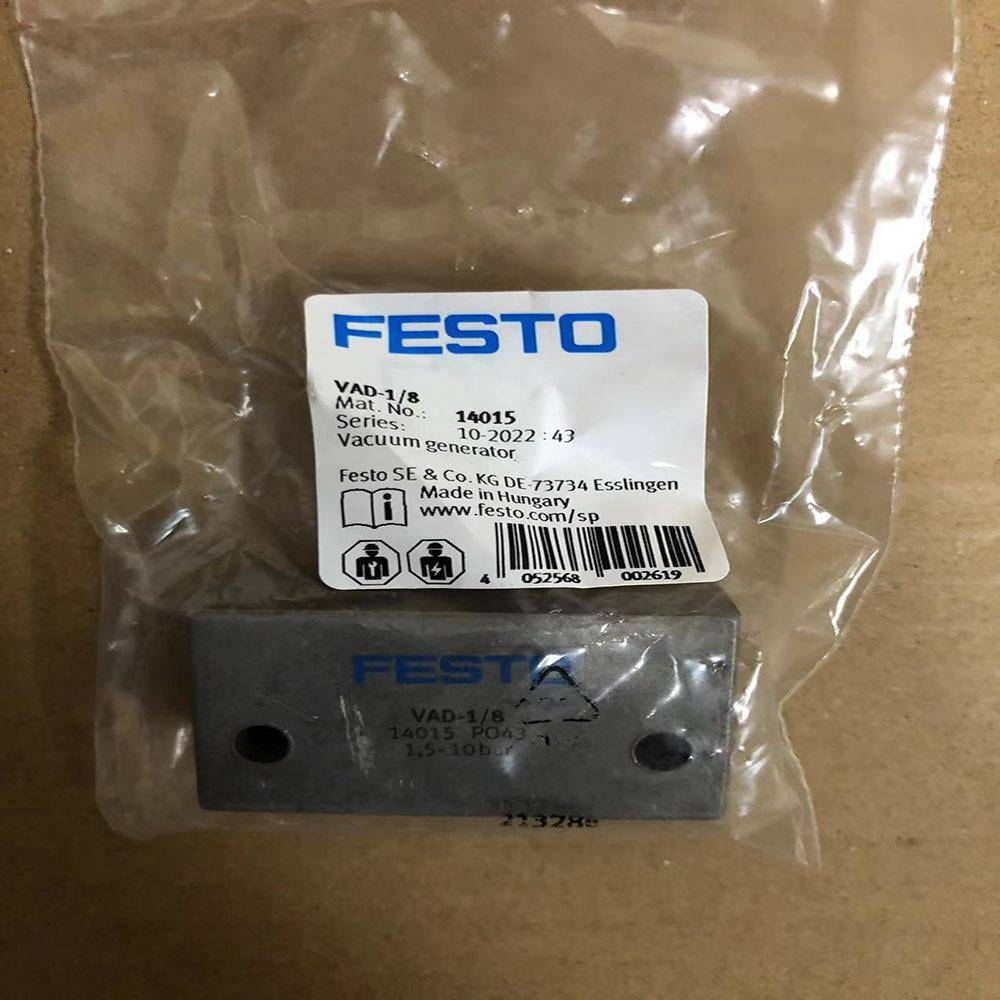 FESTO
VAD-1/8
Mat. No.: 14015
Series: 10-2022 : 43
Vacuum generator
Festo SE & Co. KG DE-73734 Esslingen
Made in Hungary
www.festo.com/sp
4 052568 002619
FESTO
VAD-1/8
14015 PO43
1,5-10bar